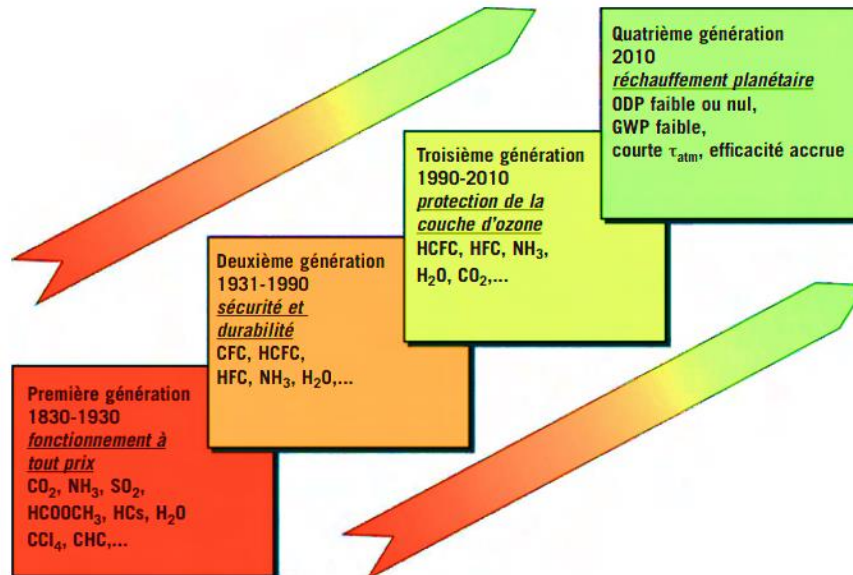 Première génération
1830-1930
fonctionnement à
tout prix
CO₂, NH₃, SO₂,
HCOOCH₃, HCs, H₂O
CCl₄, CHC,...
Deuxième génération
1931-1990
sécurité et
durabilité
CFC, HCFC,
HFC, NH₃, H₂O,...
Troisième génération
1990-2010
protection de la
couche d'ozone
HCFC, HFC, NH₃,
H₂O, CO₂,...
Quatrième génération
2010
réchauffement planétaire
ODP faible ou nul,
GWP faible,
courte τatm, efficacité accrue